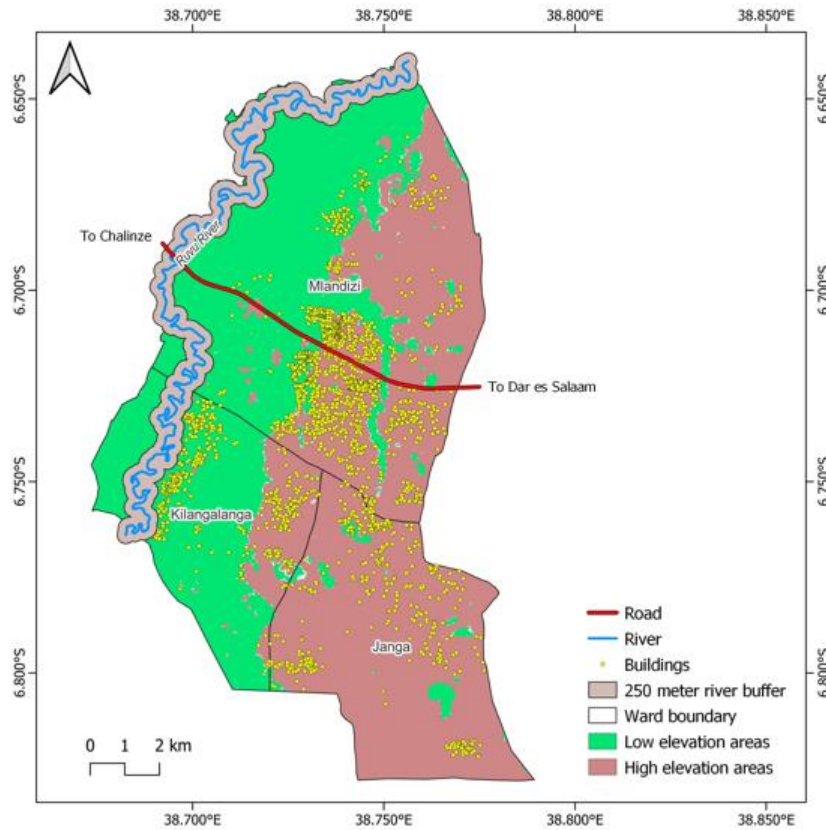 38.700°E 38.750°E 38.800°E 38.850°E
6.650°S 6.650°S
To Chalinze
Ruvu River
Mlandizi
6.700°S 6.700°S
To Dar es Salaam
6.750°S 6.750°S
Kilangalanga
Janga
6.800°S 6.800°S
Road
River
Buildings
250 meter river buffer
Ward boundary
Low elevation areas
High elevation areas
0 1 2 km
38.700°E 38.750°E 38.800°E 38.850°E